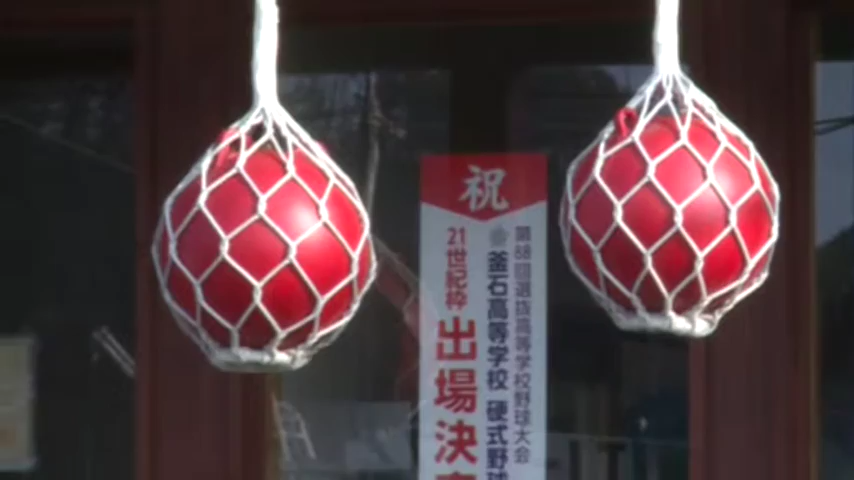 祝
第88回選抜高等学校野球大会
釜石高等学校 硬式野球
21世紀枠
出場決